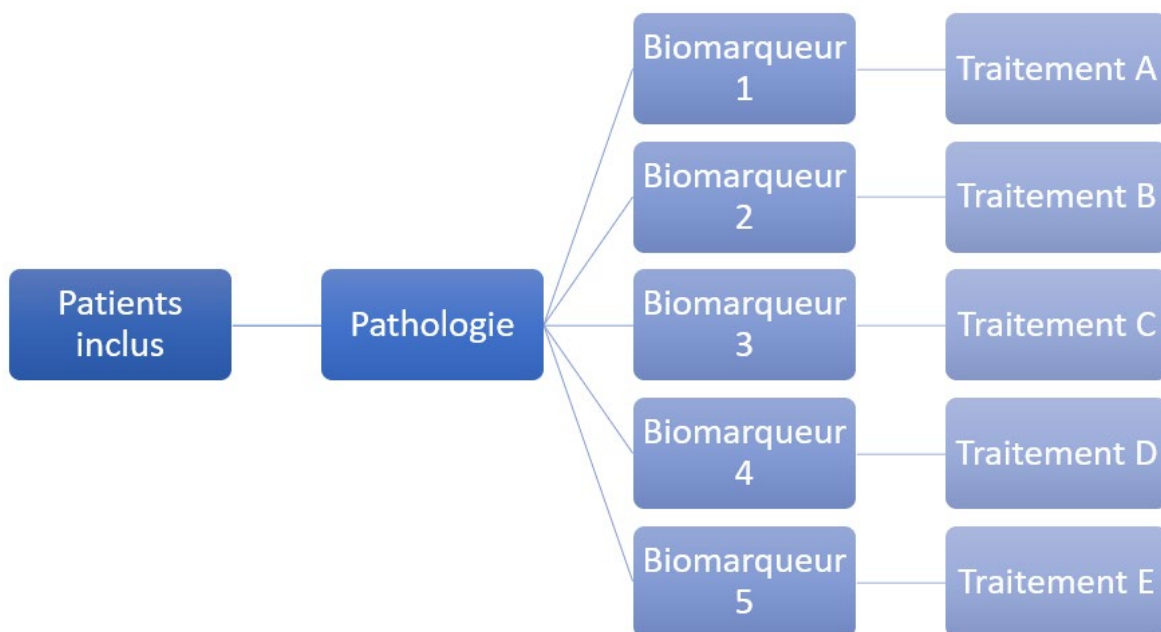 Patients
inclus
Pathologie
Biomarqueur
1
Traitement A
Biomarqueur
2
Traitement B
Biomarqueur
3
Traitement C
Biomarqueur
4
Traitement D
Biomarqueur
5
Traitement E